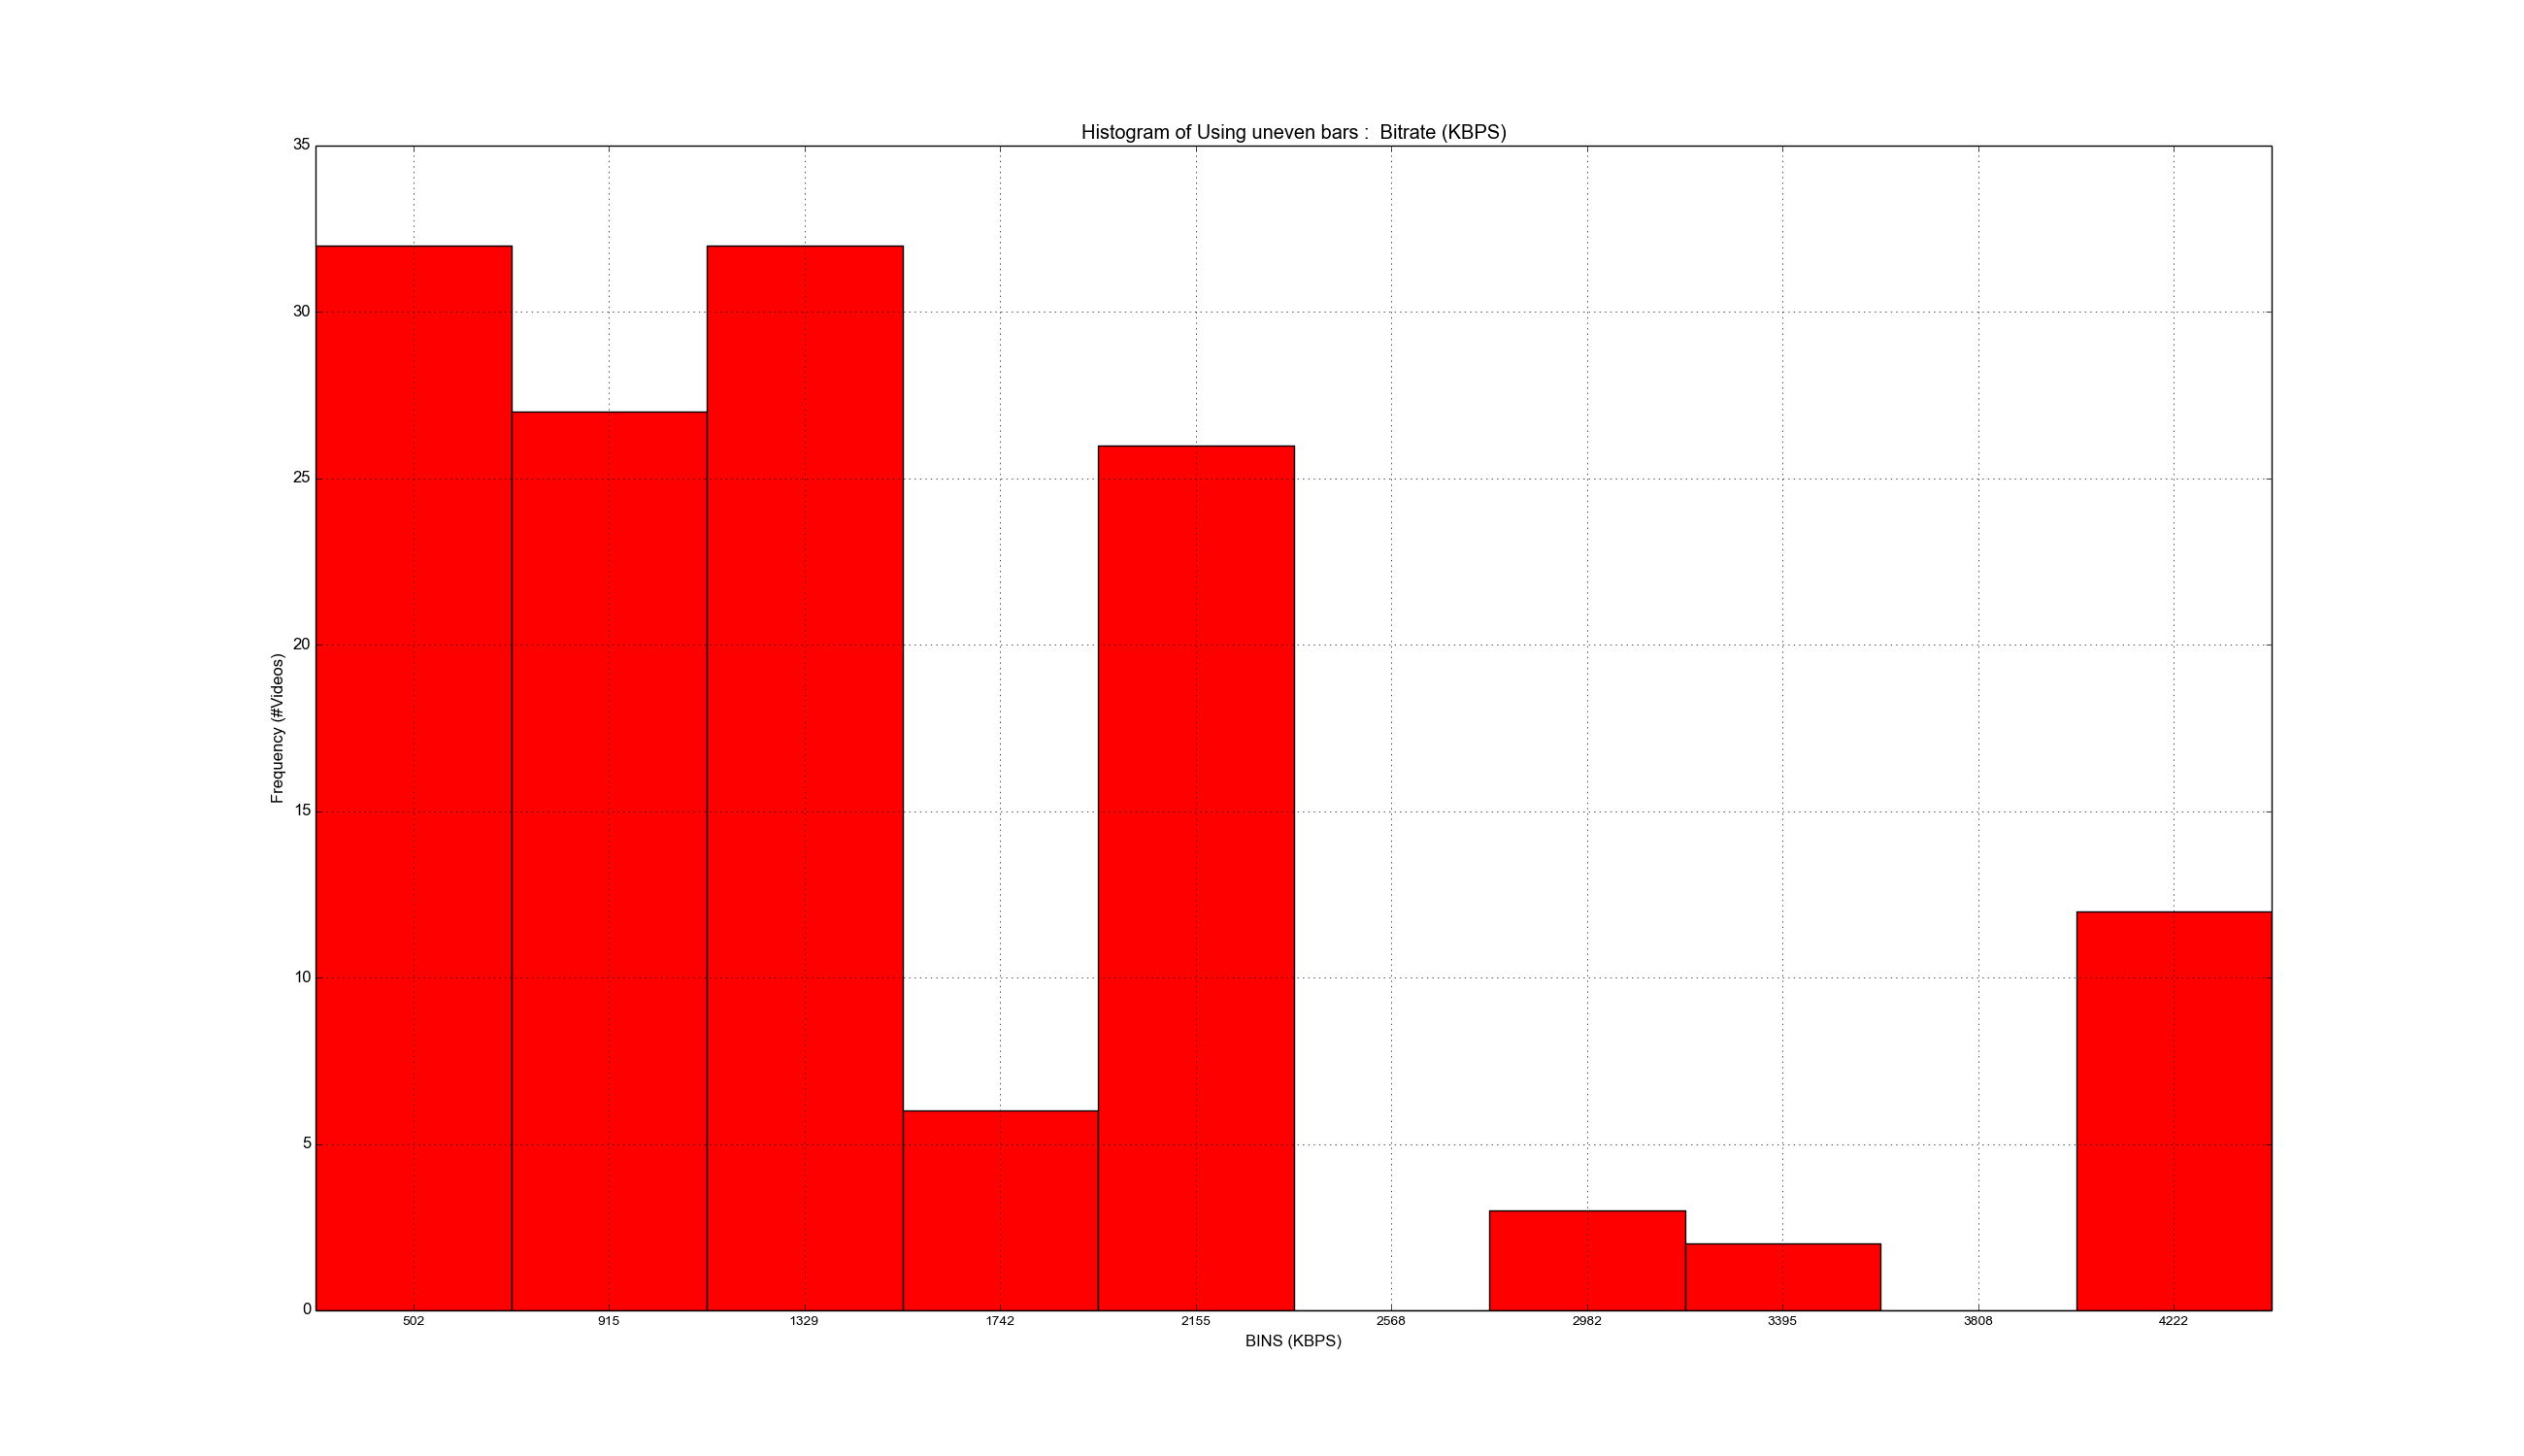 Histogram of Using uneven bars :  Bitrate (KBPS)
35
30
25
20
15
10
5
0
Frequency (#Videos)
502 915 1329 1742 2155 2568 2982 3395 3808 4222
BINS (KBPS)